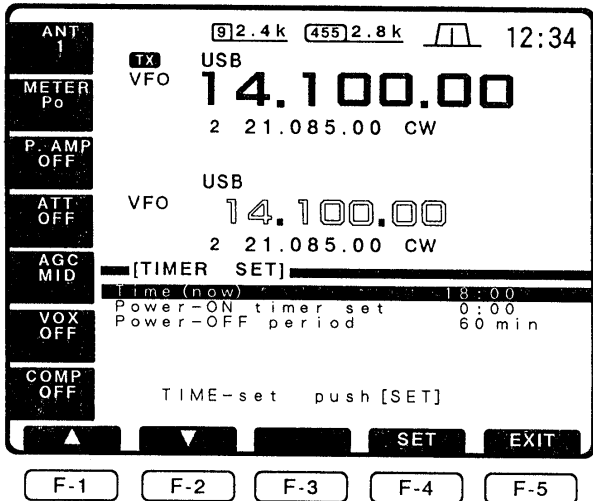 ANT
1
9 2.4k 455 2.8k 12:34
TX USB
VFO 14.100.00
2 21.085.00 CW
METER
Po
P.AMP
OFF
USB
VFO 14.100.00
2 21.085.00 CW
ATT
OFF
AGC
MID
[TIMER SET]
Time (now) 18:00
Power-ON timer set 0:00
Power-OFF period 60 min
VOX
OFF
COMP
OFF
TIME-set push [SET]
SET EXIT
F-1 F-2 F-3 F-4 F-5